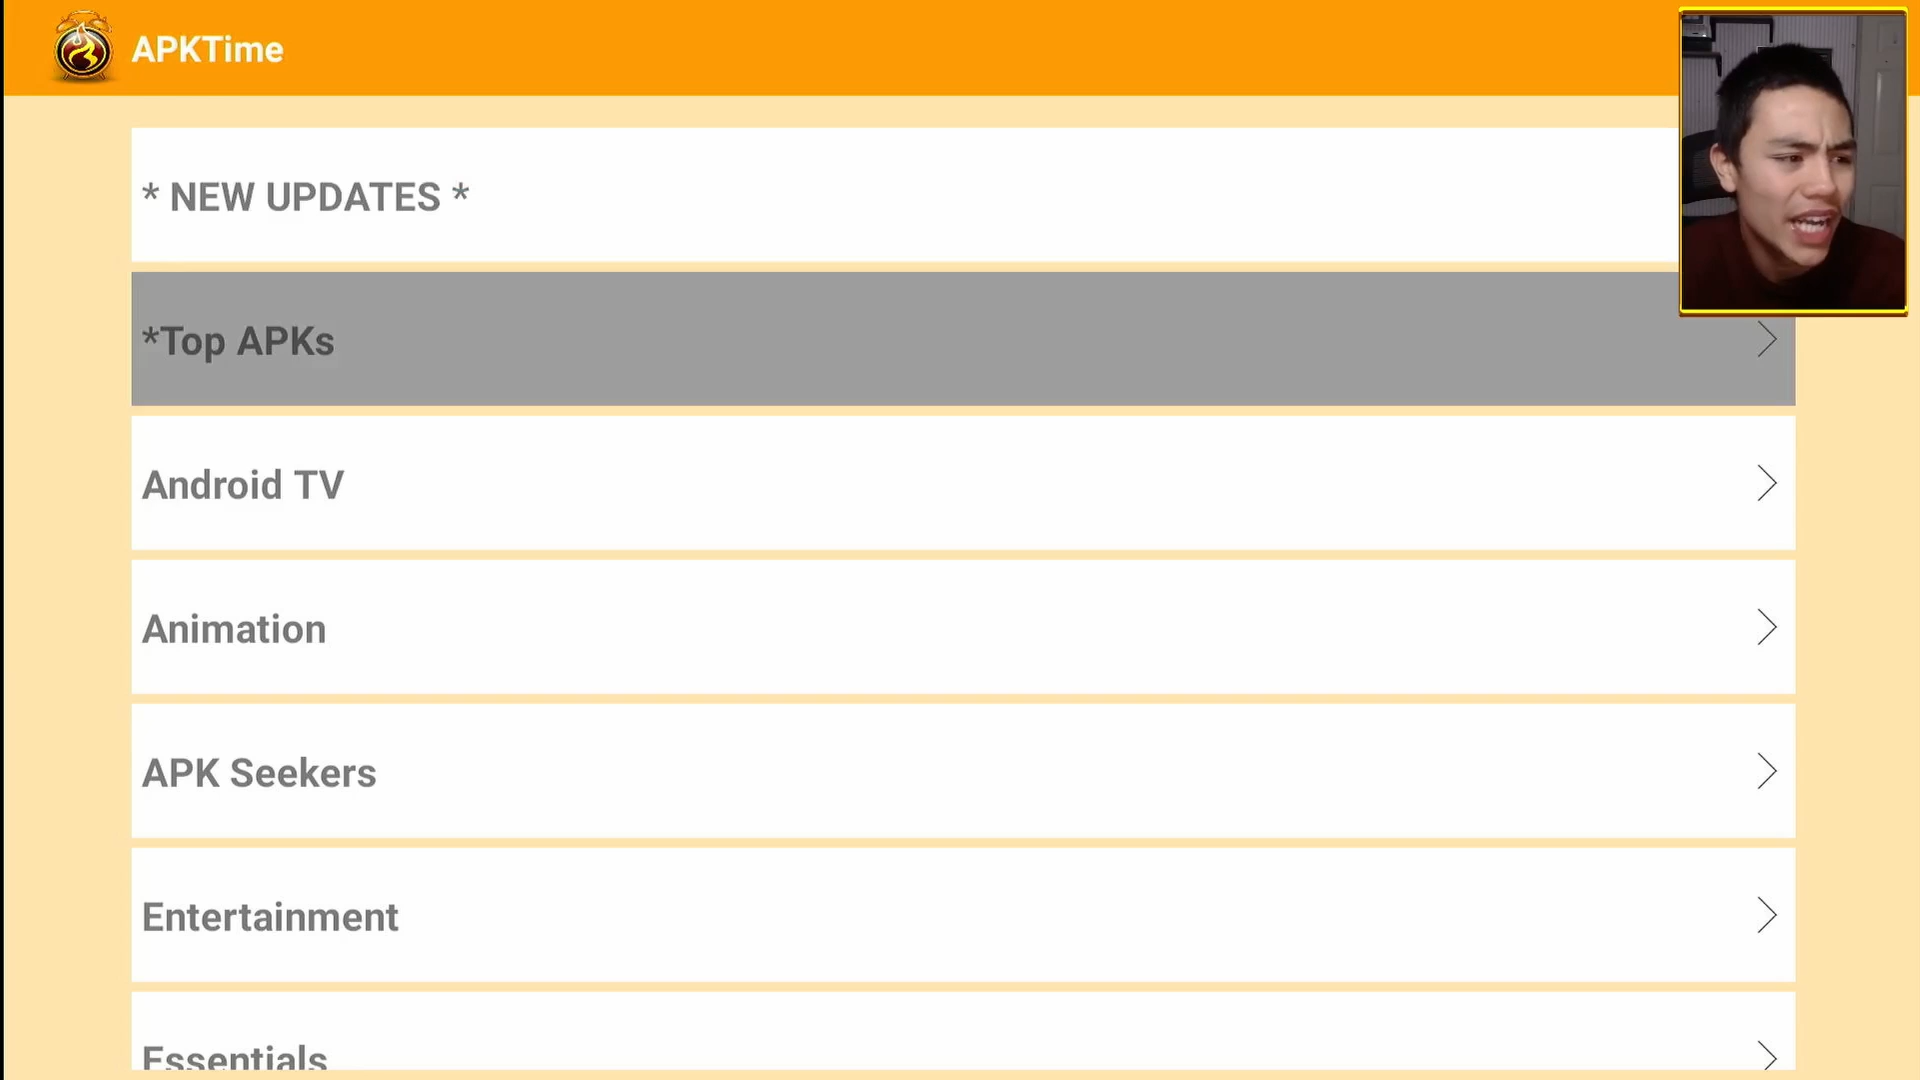 APKTime
* NEW UPDATES *
*Top APKs
Android TV
Animation
APK Seekers
Entertainment
Essentials